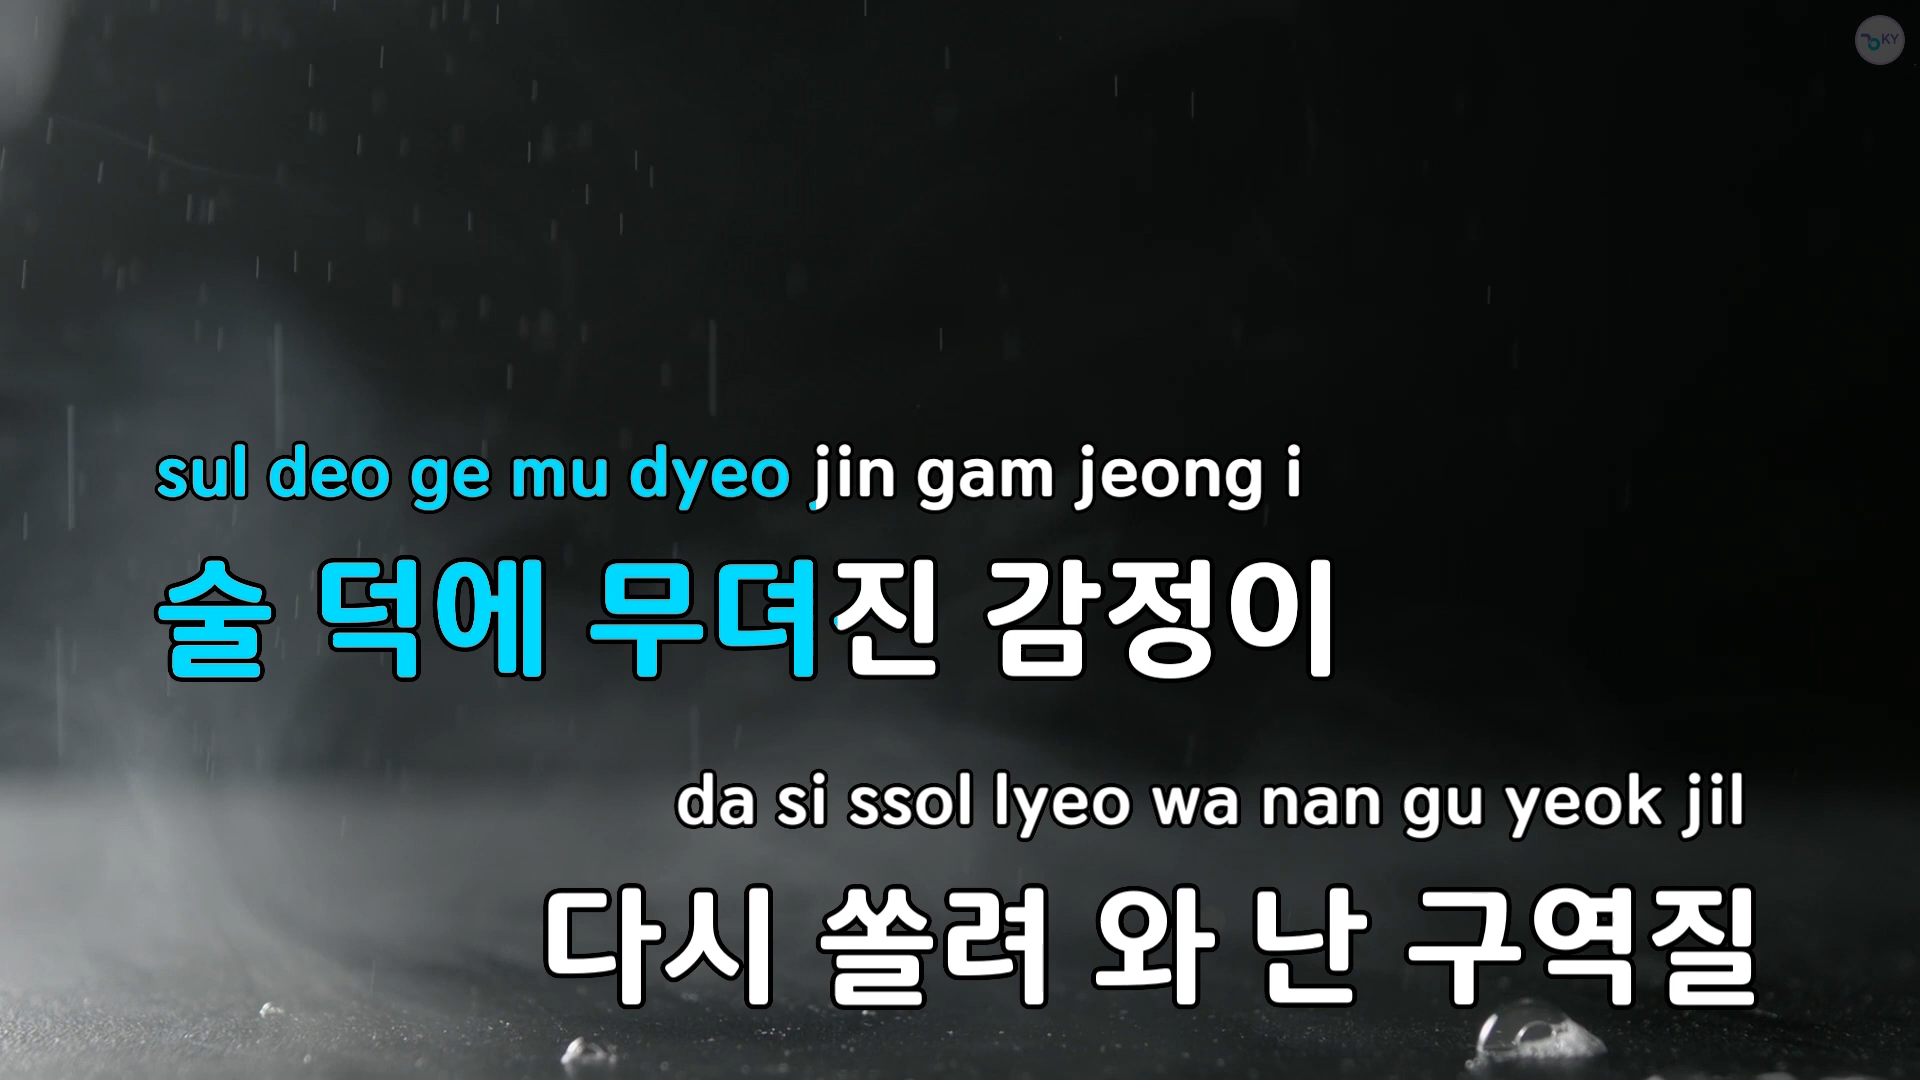 KY
sul deo ge mu dyeo jin gam jeong i
술 덕에 무뎌진 감정이
da si ssol lyeo wa nan gu yeok jil
다시 쏠려 와 난 구역질